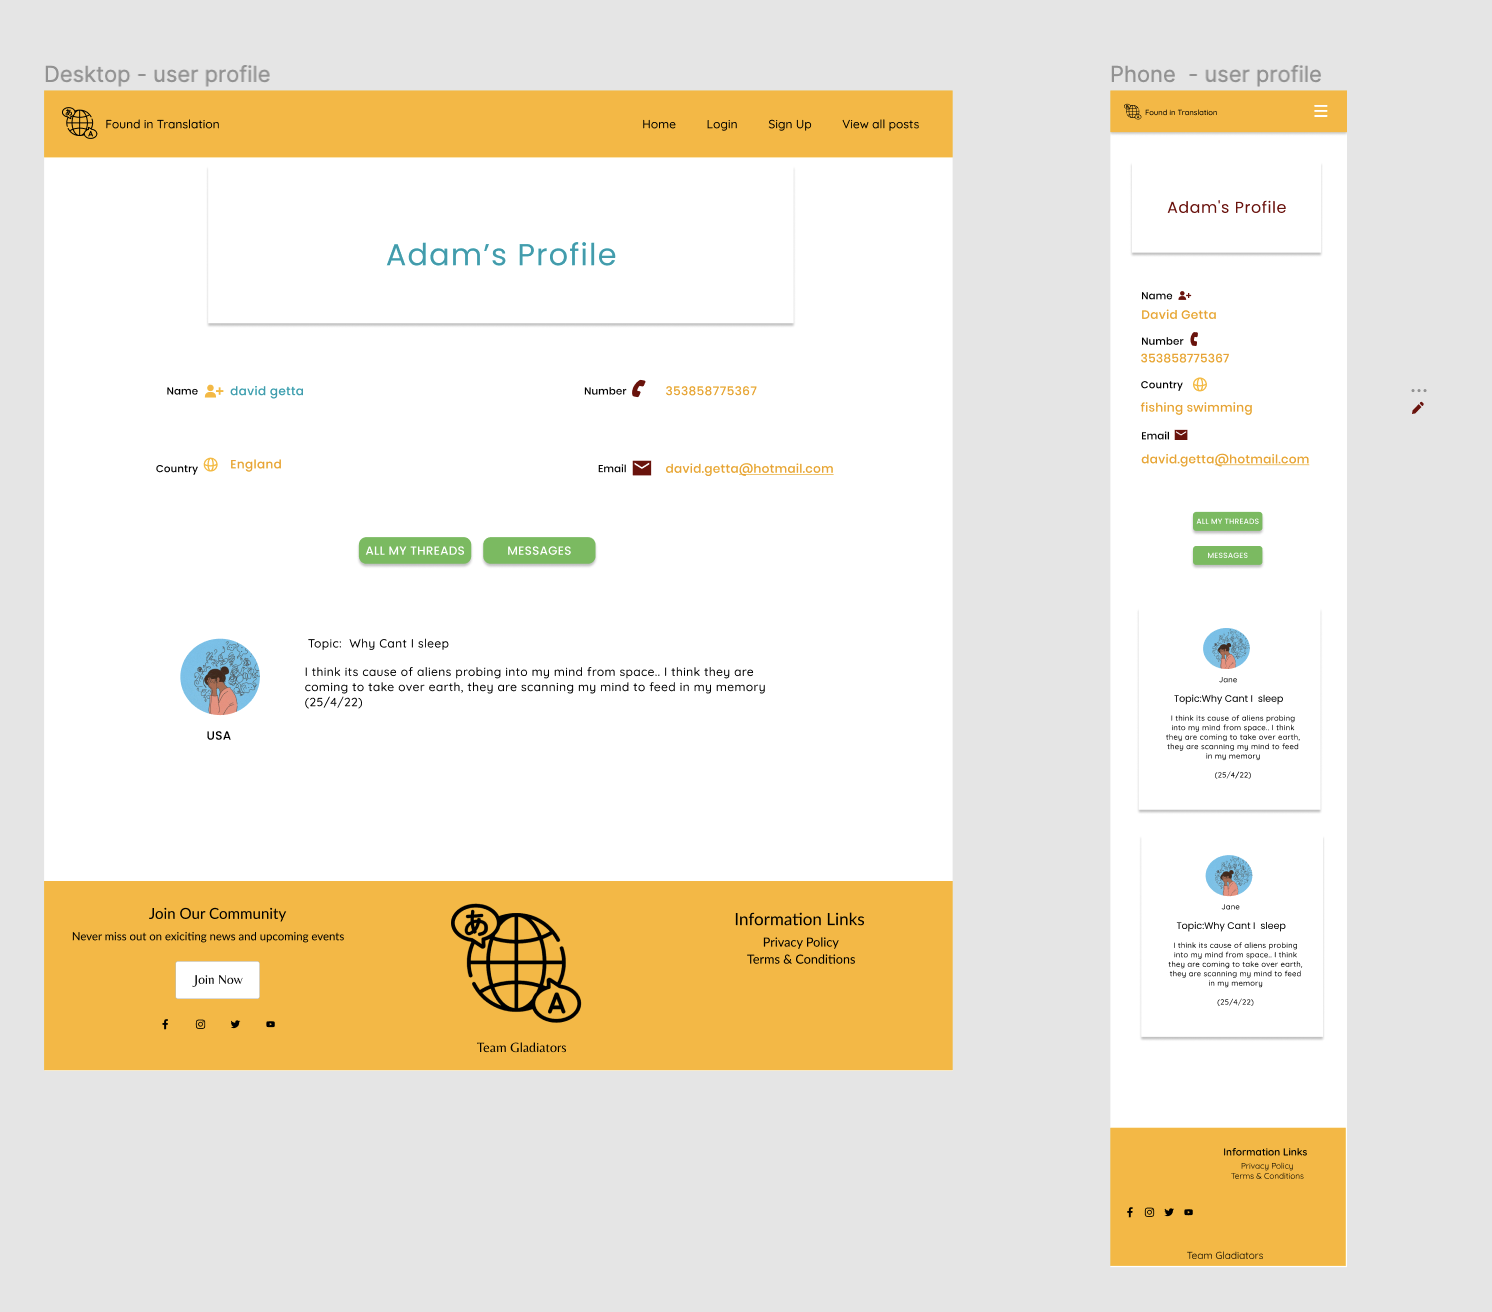 Desktop - user profile
Found in Translation
Home Login Sign Up View all posts
Adam’s Profile
Name david getta
Number 353858775367
Country England
Email david.getta@hotmail.com
ALL MY THREADS MESSAGES
Topic: Why Cant I sleep
I think its cause of aliens probing into my mind from space.. I think they are
coming to take over earth, they are scanning my mind to feed in my memory
(25/4/22)
USA
Join Our Community
Never miss out on exiciting news and upcoming events
Join Now
あ
A
Team Gladiators
Information Links
Privacy Policy
Terms & Conditions
Phone - user profile
Found in Translation
Adam's Profile
Name
David Getta
Number
353858775367
Country
fishing swimming
Email
david.getta@hotmail.com
ALL MY THREADS
MESSAGES
Jane
Topic:Why Cant I sleep
I think its cause of aliens probing
into my mind from space.. I think
they are coming to take over earth,
they are scanning my mind to feed
in my memory
(25/4/22)
Jane
Topic:Why Cant I sleep
I think its cause of aliens probing
into my mind from space.. I think
they are coming to take over earth,
they are scanning my mind to feed
in my memory
(25/4/22)
Information Links
Privacy Policy
Terms & Conditions
Team Gladiators